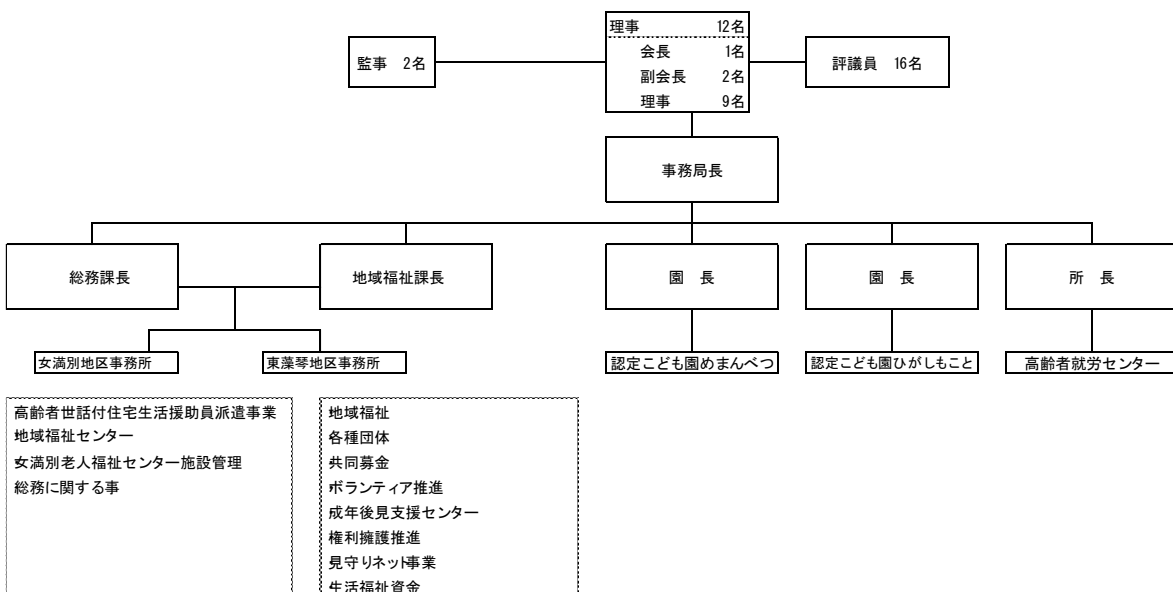 理事 12名
会長 1名
監事 2名
評議員 16名
副会長 2名
理事 9名
事務局長
総務課長
地域福祉課長
園 長
園 長
所 長
女満別地区事務所
東藻琴地区事務所
認定こども園めまんべつ
認定こども園ひがしもこと
高齢者就労センター
高齢者世話付住宅生活援助員派遣事業
地域福祉センター
女満別老人福祉センター施設管理
総務に関する事
地域福祉
各種団体
共同募金
ボランティア推進
成年後見支援センター
権利擁護推進
見守りネット事業
生活福祉資金